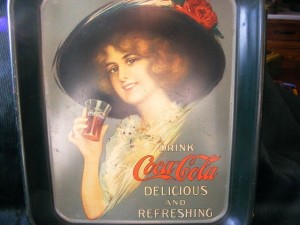 DRINK
Coca-Cola
DELICIOUS
AND
REFRESHING